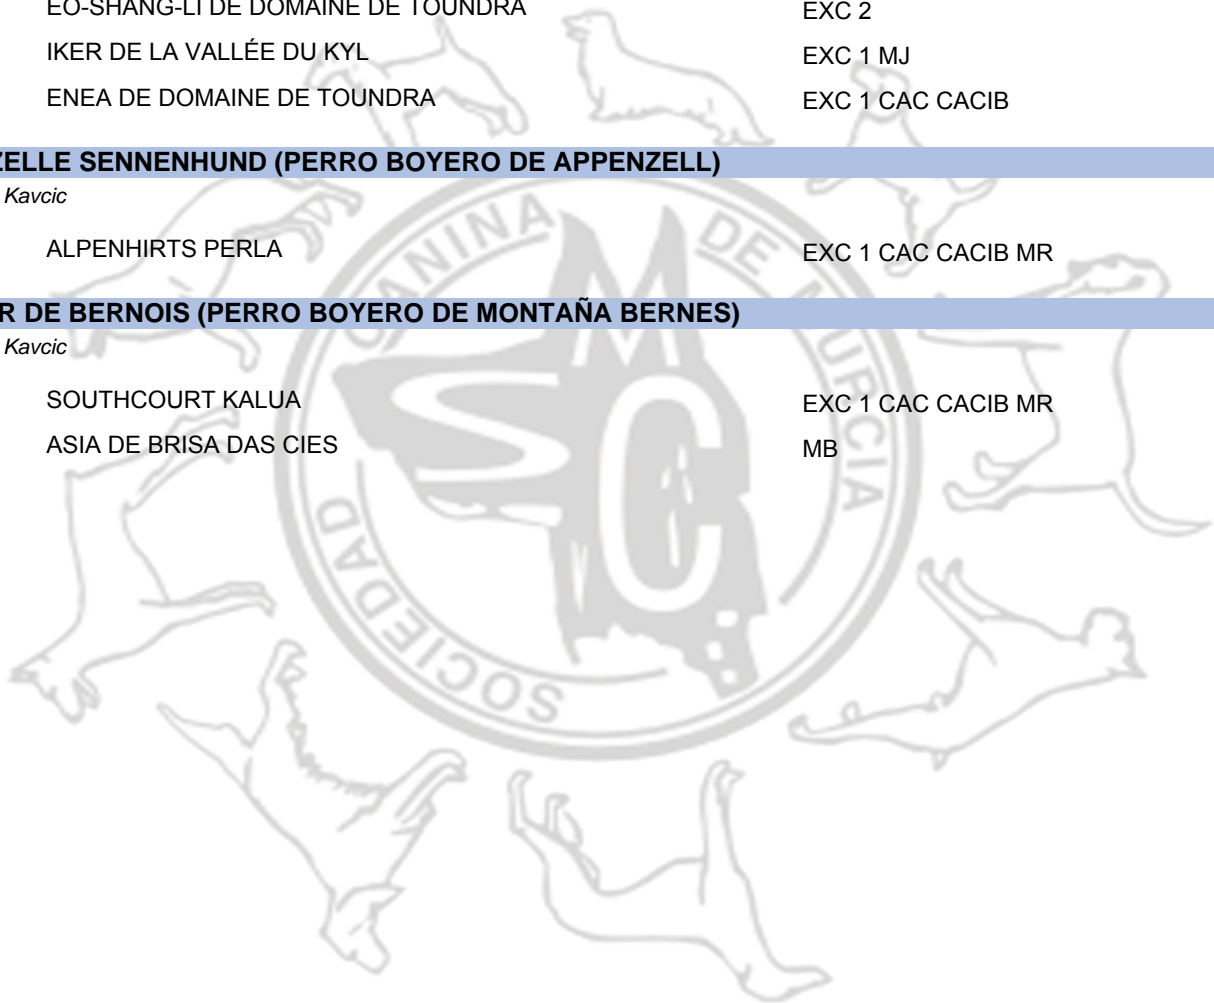 EO-SHANG-LI DE DOMAINE DE TOUNDRA EXC 2
IKER DE LA VALLÉE DU KYL EXC 1 MJ
ENEA DE DOMAINE DE TOUNDRA EXC 1 CAC CACIB
ZELLE SENNENHUND (PERRO BOYERO DE APPENZELL)
Kavcic
ALPENHIRTS PERLA EXC 1 CAC CACIB MR
R DE BERNOIS (PERRO BOYERO DE MONTAÑA BERNES)
Kavcic
SOUTHCOURT KALUA EXC 1 CAC CACIB MR
ASIA DE BRISA DAS CIES MB
SOCIEDAD CANINA DE MURCIA
S C M